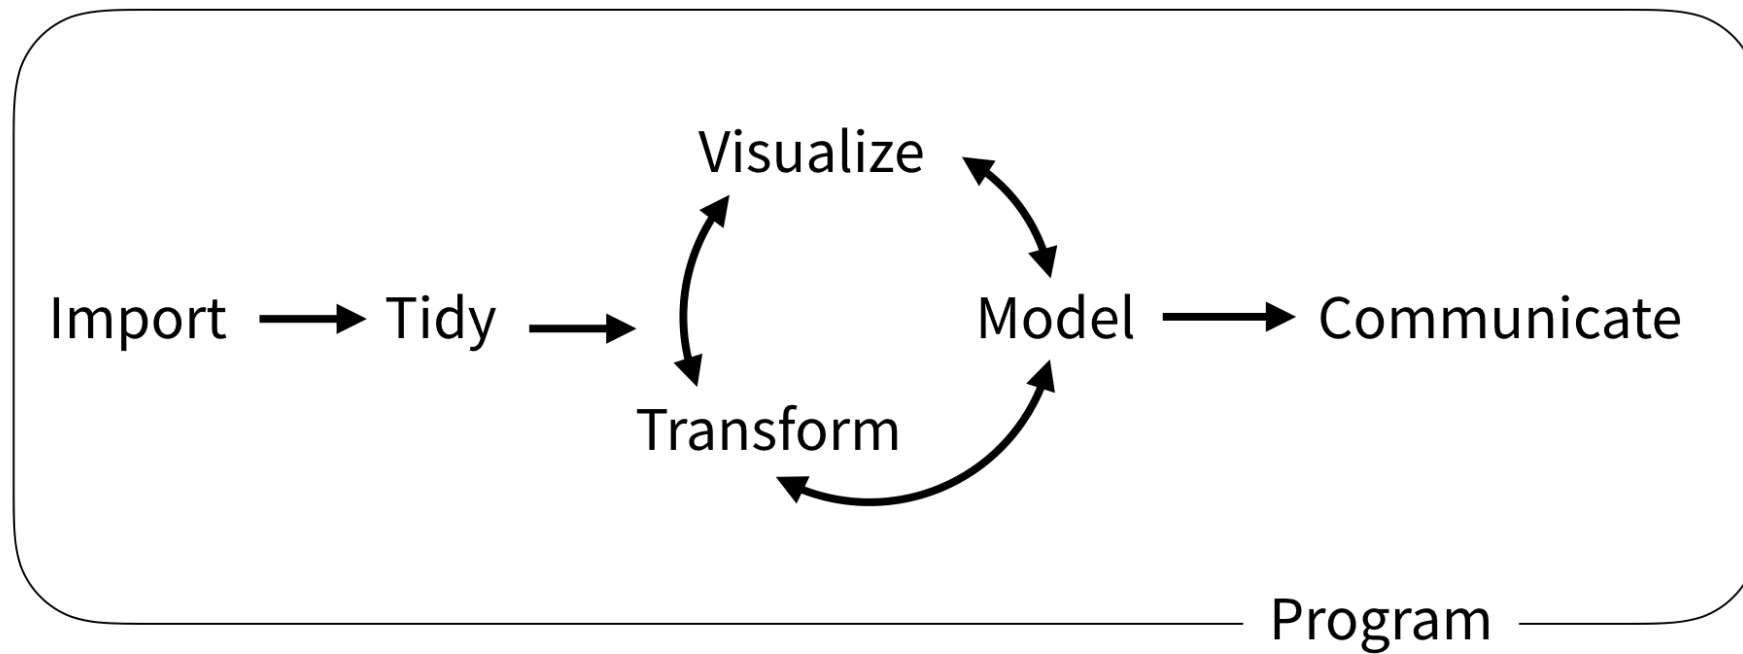 Visualize
Import
Tidy
Model
Communicate
Transform
Program